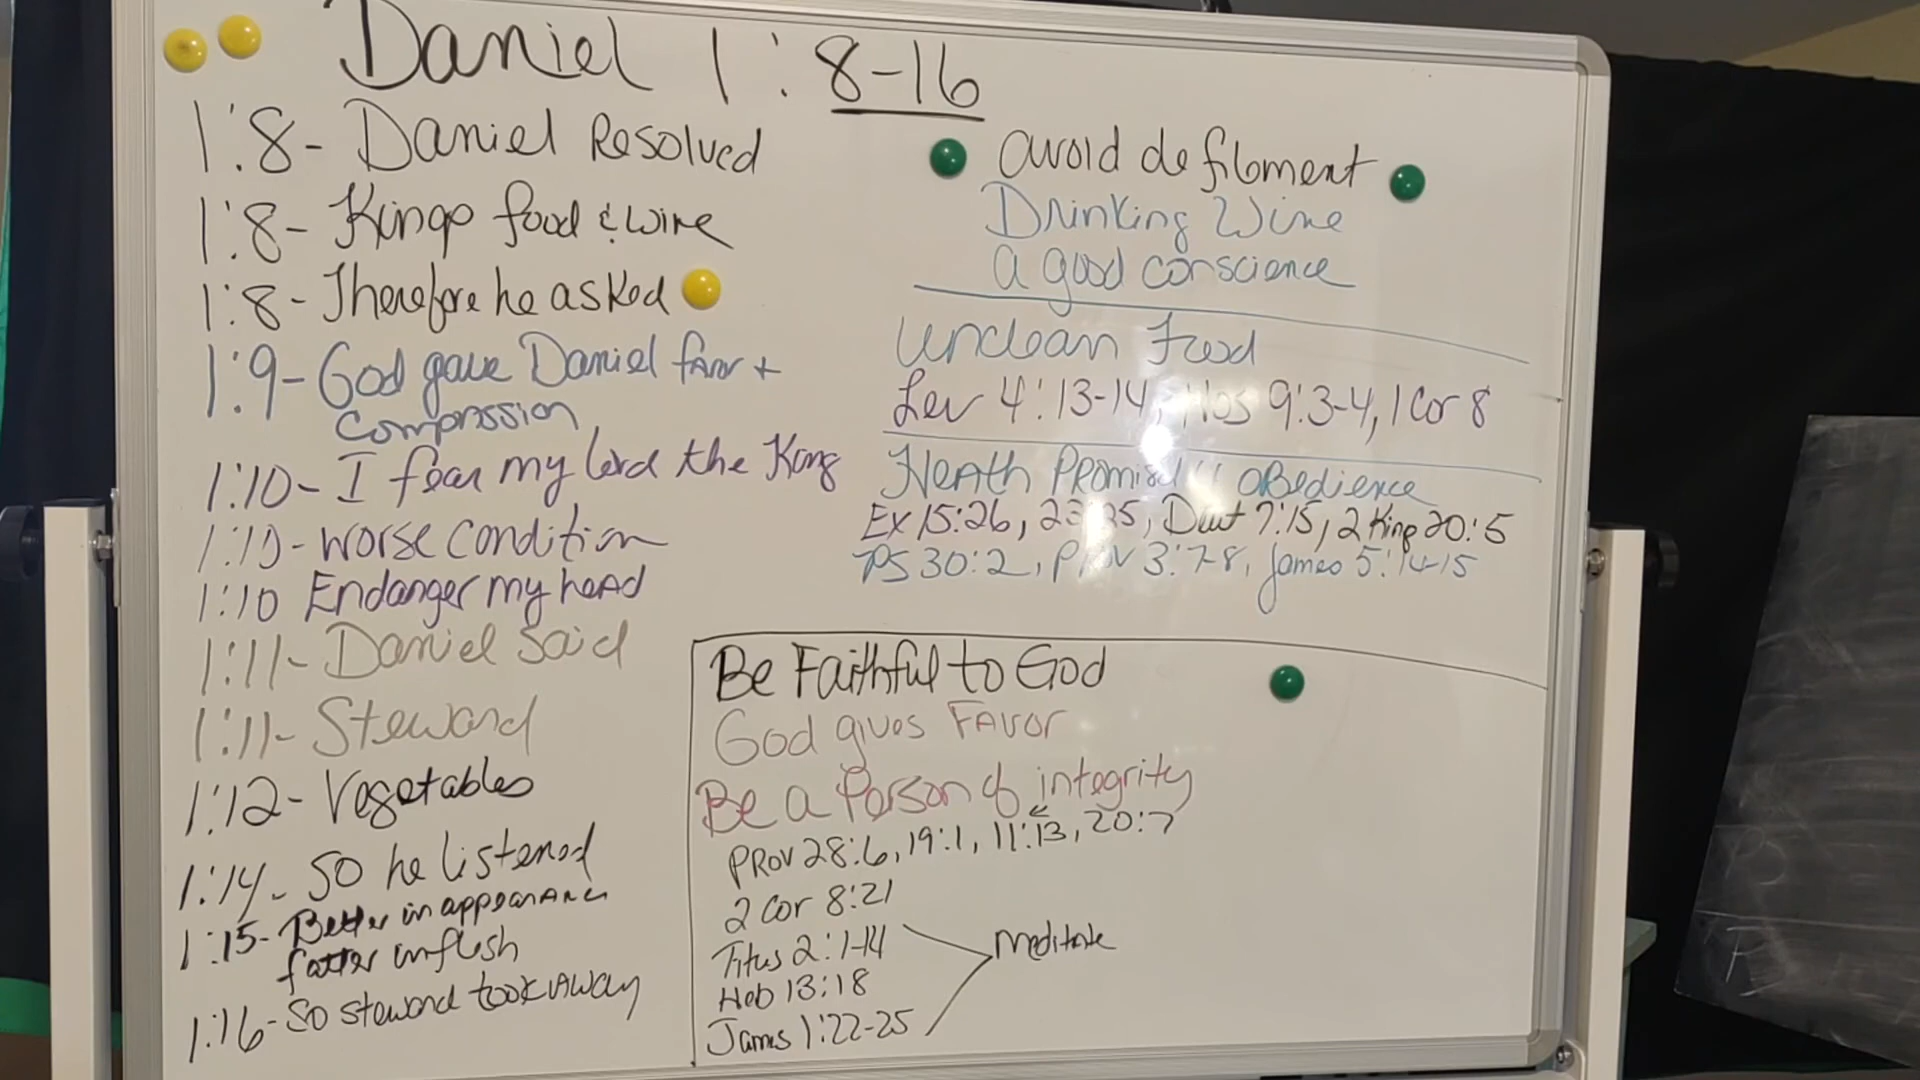 Daniel 1:8-16
1:8- Daniel Resolved
1:8- Kings food & wine
1:8- Therefore he asked
1:9- God gave Daniel favor +
Compassion
1:10- I fear my lord the King
1:10- worse condition
1:10 Endanger my head
1:11- Daniel Said
1:11- Steward
1:12- Vegetables
1:14- So he listened
1:15- Better in appearance
fatter in flesh
1:16- So steward took away
avoid defilement
Drinking Wine
a good conscience
Unclean Food
Lev 4:13-14, Hos 9:3-4, 1 Cor 8
Heath Promised obedience
Ex 15:26, 23:25, Deut 7:15, 2 King 20:5
PS 30:2, Prov 3:7-8, James 5:14-15
Be Faithful to God
God gives Favor
Be a Person of integrity
PROV 28:6, 19:1, 11:13, 20:7
2 Cor 8:21
Titus 2:1-14
Meditate
Heb 13:18
James 1:22-25
F